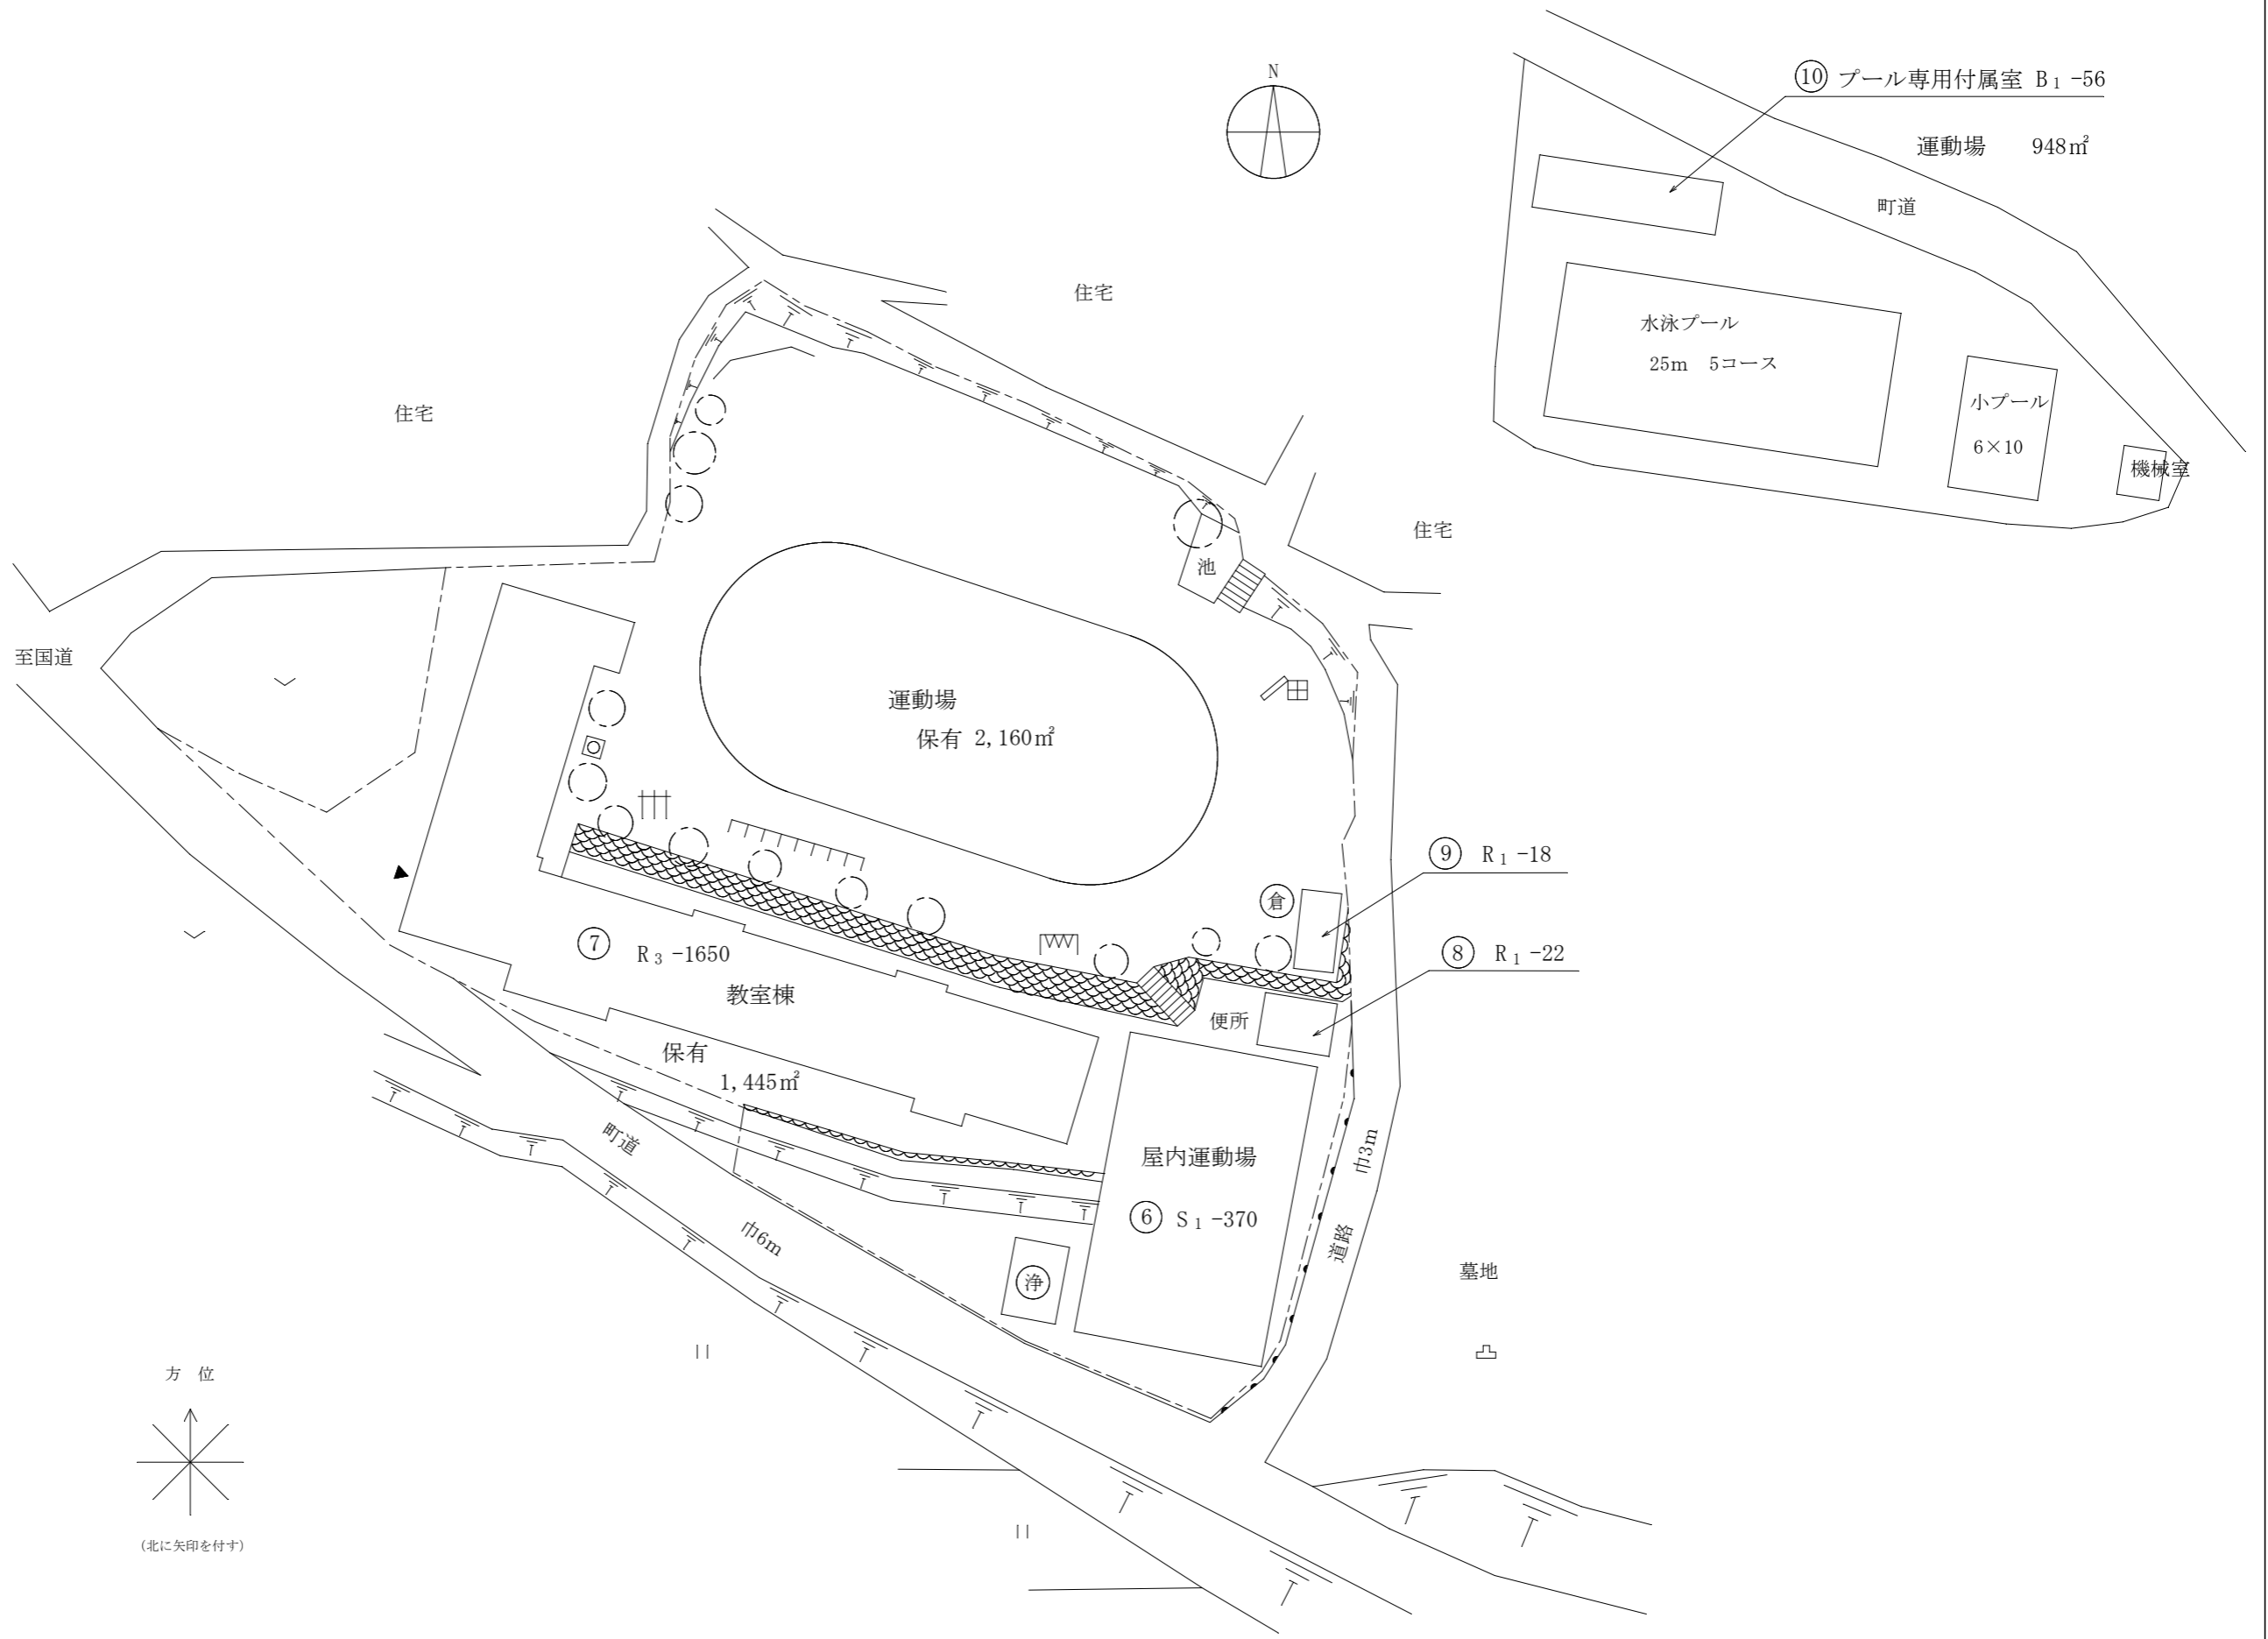 N
⑩ プール専用付属室 B₁-56
運動場 948㎡
町道
水泳プール
25m 5コース
小プール
6×10
機械室
住宅
住宅
住宅
池
至国道
運動場
保有 2,160㎡
⑨ R₁-18
倉
⑧ R₁-22
⑦ R₃-1650
教室棟
便所
保有
1,445㎡
町道
巾6m
屋内運動場
⑥ S₁-370
浄
巾3m
道路
墓地
方 位
(北に矢印を付す)